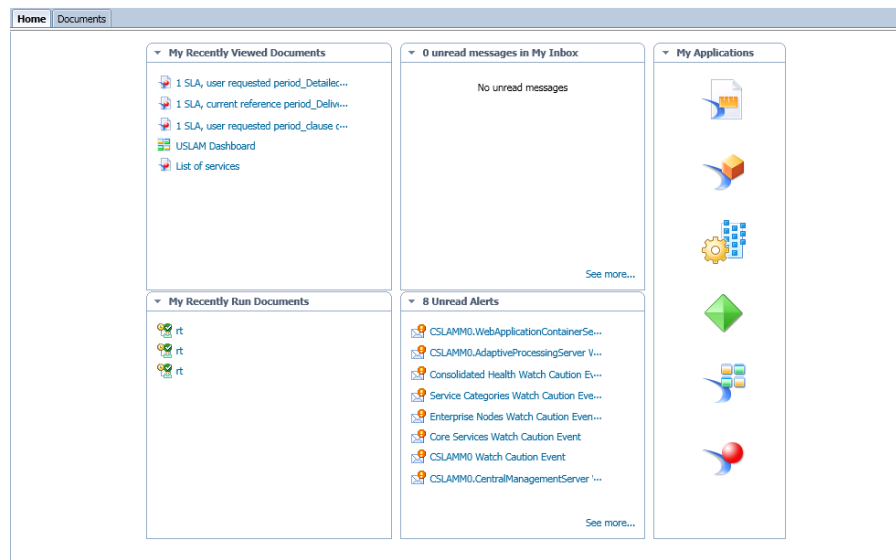 Home Documents
My Recently Viewed Documents
1 SLA, user requested period_Detailed...
1 SLA, current reference period_Deliv...
1 SLA, user requested period_clause c...
USLAM Dashboard
List of services
0 unread messages in My Inbox
No unread messages
See more...
My Applications
My Recently Run Documents
rt
rt
rt
8 Unread Alerts
CSLAMM0.WebApplicationContainerSe...
CSLAMM0.AdaptiveProcessingServer W...
Consolidated Health Watch Caution Ev...
Service Categories Watch Caution Eve...
Enterprise Nodes Watch Caution Even...
Core Services Watch Caution Event
CSLAMM0 Watch Caution Event
CSLAMM0.CentralManagementServer '...
See more...